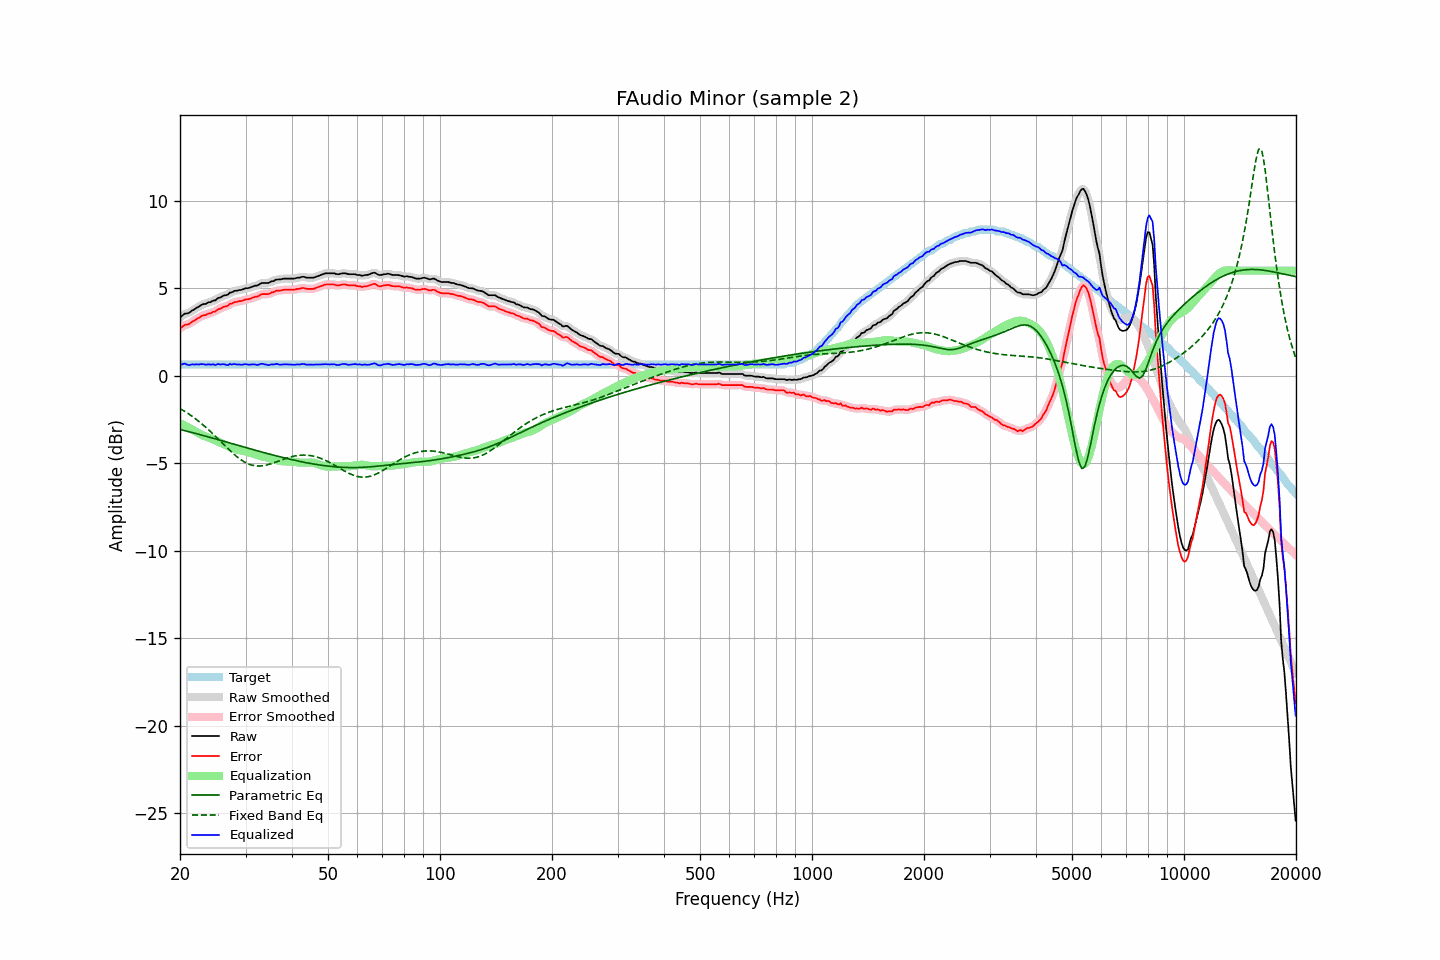 FAudio Minor (sample 2)
Amplitude (dBr)
10
5
0
−5
−10
−15
−20
−25
Target
Raw Smoothed
Error Smoothed
Raw
Error
Equalization
Parametric Eq
Fixed Band Eq
Equalized
20 50 100 200 500 1000 2000 5000 10000 20000
Frequency (Hz)